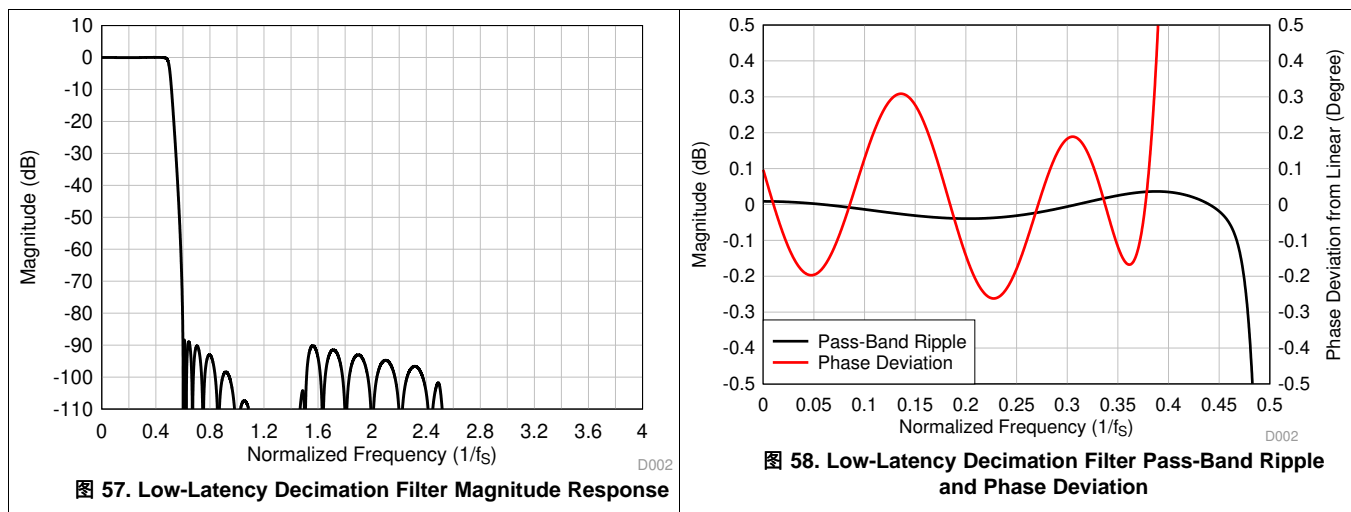 10
0
-10
-20
-30
-40
-50
-60
-70
-80
-90
-100
-110
Magnitude (dB)
0 0.4 0.8 1.2 1.6 2 2.4 2.8 3.2 3.6 4
Normalized Frequency (1/fS)
D002
图 57. Low-Latency Decimation Filter Magnitude Response
0.5
0.4
0.3
0.2
0.1
0
-0.1
-0.2
-0.3
-0.4
-0.5
Magnitude (dB)
Pass-Band Ripple
Phase Deviation
0.5
0.4
0.3
0.2
0.1
0
-0.1
-0.2
-0.3
-0.4
-0.5
Phase Deviation from Linear (Degree)
0 0.05 0.1 0.15 0.2 0.25 0.3 0.35 0.4 0.45 0.5
Normalized Frequency (1/fS)
D002
图 58. Low-Latency Decimation Filter Pass-Band Ripple
and Phase Deviation